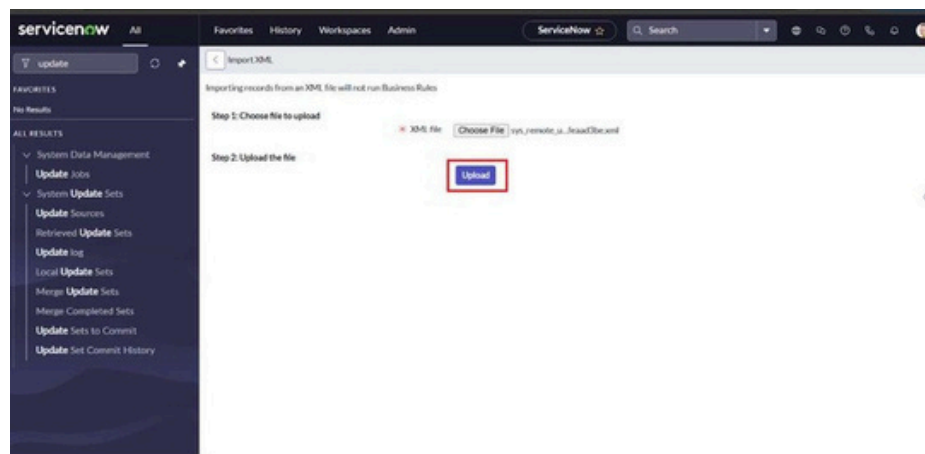 servicenow All Favorites History Workspaces Admin ServiceNow Search
update
Import XML
FAVORITES
Importing records from an XML file will not run Business Rules
No Results
Step 1: Choose file to upload
XML file Choose File sys_remote_u...feaad3be.xml
ALL RESULTS
System Data Management
Step 2: Upload the file
Upload
Update Jobs
System Update Sets
Update Sources
Retrieved Update Sets
Update log
Local Update Sets
Merge Update Sets
Merge Completed Sets
Update Sets to Commit
Update Set Commit History